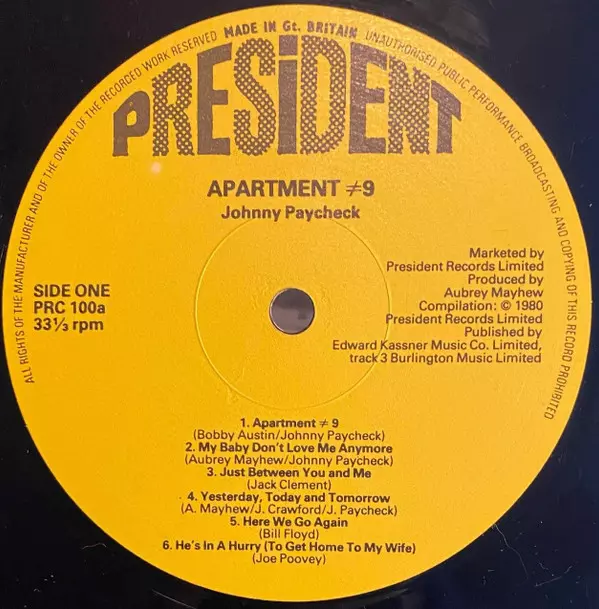 ALL RIGHTS OF THE MANUFACTURER AND OF THE OWNER OF THE RECORDED WORK RESERVED MADE IN Gt. BRITAIN UNAUTHORISED PUBLIC PERFORMANCE BROADCASTING AND COPYING OF THIS RECORD PROHIBITED
PRESiDENT
APARTMENT ≠9
Johnny Paycheck
SIDE ONE
PRC 100a
33⅓ rpm
Marketed by
President Records Limited
Produced by
Aubrey Mayhew
Compilation: © 1980
President Records Limited
Published by
Edward Kassner Music Co. Limited,
track 3 Burlington Music Limited
1. Apartment ≠ 9
(Bobby Austin/Johnny Paycheck)
2. My Baby Don't Love Me Anymore
(Aubrey Mayhew/Johnny Paycheck)
3. Just Between You and Me
(Jack Clement)
4. Yesterday, Today and Tomorrow
(A. Mayhew/J. Crawford/J. Paycheck)
5. Here We Go Again
(Bill Floyd)
6. He's In A Hurry (To Get Home To My Wife)
(Joe Poovey)